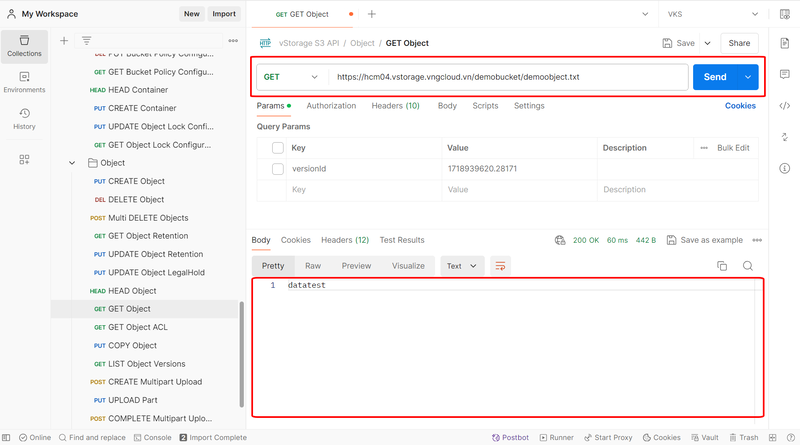 My Workspace
New
Import
GET Object
VKS
Collections
Environments
History
PUT Bucket Policy Configu...
GET Bucket Policy Configu...
HEAD Container
PUT Create Container
PUT UPDATE Object Lock Confi...
GET Object Lock Configur...
Object
PUT CREATE Object
DEL DELETE Object
POST Multi DELETE Objects
GET Object Retention
PUT UPDATE Object Retention
PUT UPDATE Object LegalHold
HEAD Object
GET Object
GET Object ACL
PUT COPY Object
GET LIST Object Versions
POST CREATE Multipart Upload
PUT UPLOAD Part
POST COMPLETE Multipart Uplo...
HTTP vStorage S3 API / Object / GET Object
Save
Share
GET
https://hcm04.vstorage.vngcloud.vn/demobucket/demoobject.txt
Send
Params Authorization Headers (10) Body Scripts Settings Cookies
Query Params
Key Value Description Bulk Edit
versionId 1718939620.28171
Key Value Description
Body Cookies Headers (12) Test Results 200 OK 60 ms 442 B Save as example
Pretty Raw Preview Visualize Text
1 datatest
Online Find and replace Console 2 Import Complete Postbot Runner Start Proxy Cookies Vault Trash